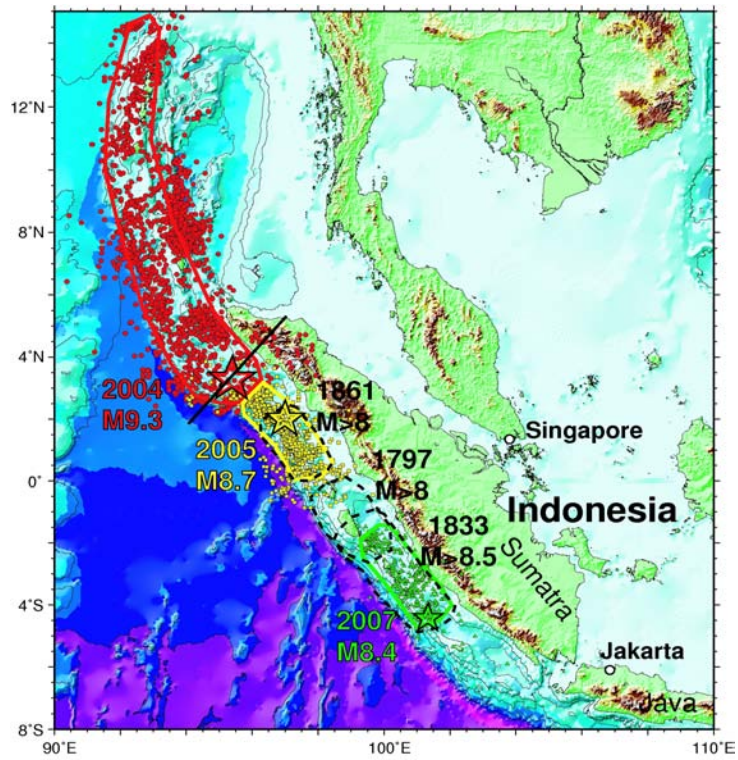 12°N
8°N
4°N
2004
M9.3
1861
M>8
2005
M8.7
Singapore
0°
1797
M>8
Indonesia
1833
M>8.5
Sumatra
4°S
2007
M8.4
Jakarta
Java
8°S
90°E
100°E
110°E